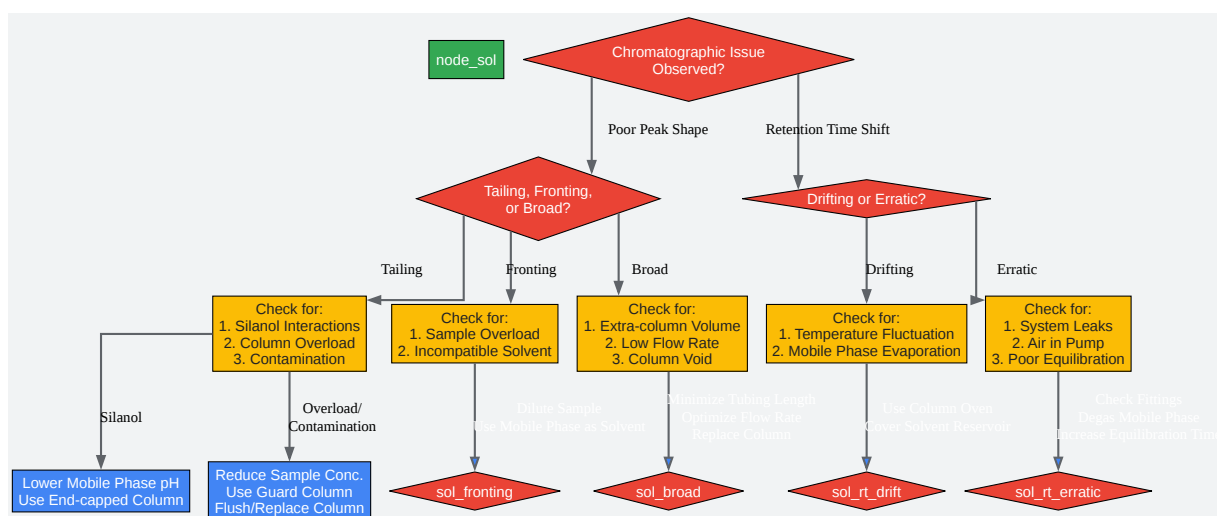 node_sol
Chromatographic Issue
Observed?
Poor Peak Shape
Retention Time Shift
Tailing, Fronting,
or Broad?
Drifting or Erratic?
Tailing
Fronting
Broad
Drifting
Erratic
Check for:
1. Silanol Interactions
2. Column Overload
3. Contamination
Check for:
1. Sample Overload
2. Incompatible Solvent
Check for:
1. Extra-column Volume
2. Low Flow Rate
3. Column Void
Check for:
1. Temperature Fluctuation
2. Mobile Phase Evaporation
Check for:
1. System Leaks
2. Air in Pump
3. Poor Equilibration
Silanol
Overload/
Contamination
Dilute Sample
Use Mobile Phase as Solvent
Minimize Tubing Length
Optimize Flow Rate
Replace Column
Use Column Oven
Cover Solvent Reservoir
Check Fittings
Degas Mobile Phase
Increase Equilibration Time
Lower Mobile Phase pH
Use End-capped Column
Reduce Sample Conc.
Use Guard Column
Flush/Replace Column
sol_fronting
sol_broad
sol_rt_drift
sol_rt_erratic